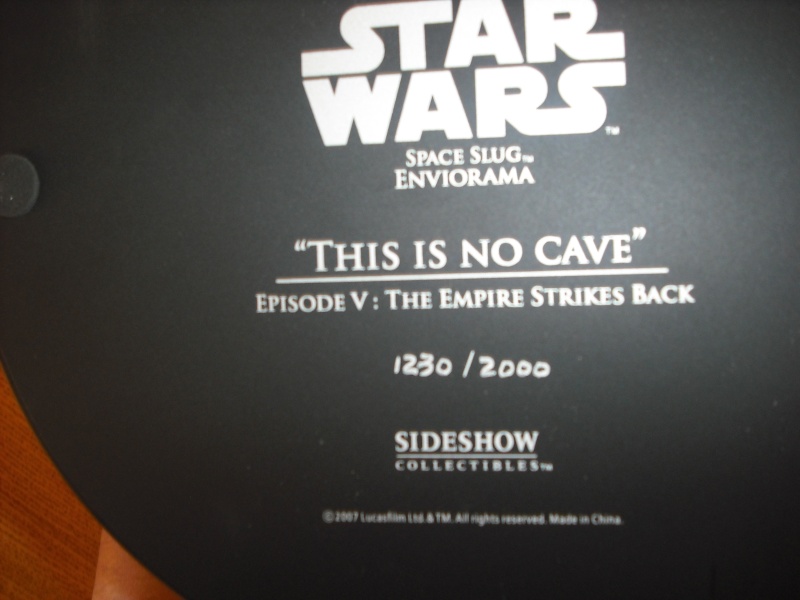 STAR
WARS™
SPACE SLUG™
ENVIORAMA
“THIS IS NO CAVE”
EPISODE V : THE EMPIRE STRIKES BACK
1230 / 2000
SIDESHOW
COLLECTIBLES™
©2007 Lucasfilm Ltd. & TM. All rights reserved. Made in China.